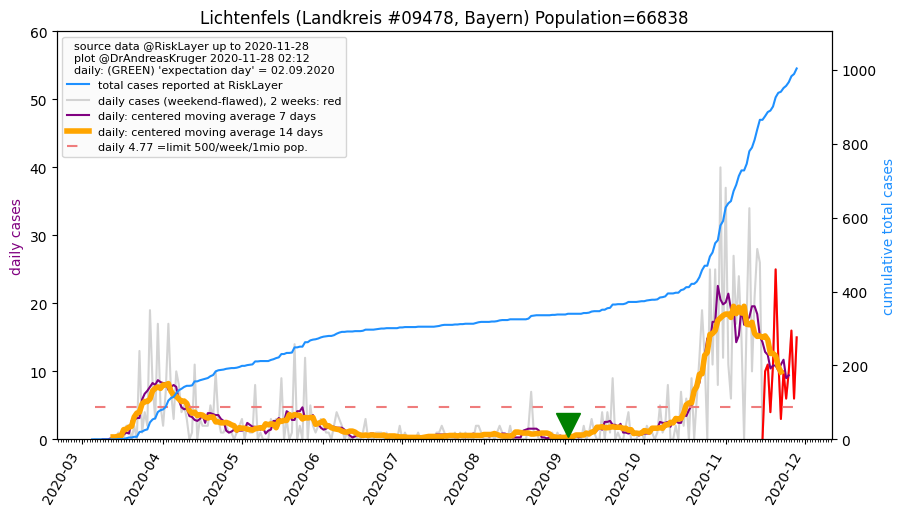 Lichtenfels (Landkreis #09478, Bayern) Population=66838
source data @RiskLayer up to 2020-11-28
plot @DrAndreasKruger 2020-11-28 02:12
daily: (GREEN) 'expectation day' = 02.09.2020
total cases reported at RiskLayer
daily cases (weekend-flawed), 2 weeks: red
daily: centered moving average 7 days
daily: centered moving average 14 days
daily 4.77 =limit 500/week/1mio pop.
daily cases
60
50
40
30
20
10
0
cumulative total cases
1000
800
600
400
200
0
2020-03
2020-04
2020-05
2020-06
2020-07
2020-08
2020-09
2020-10
2020-11
2020-12